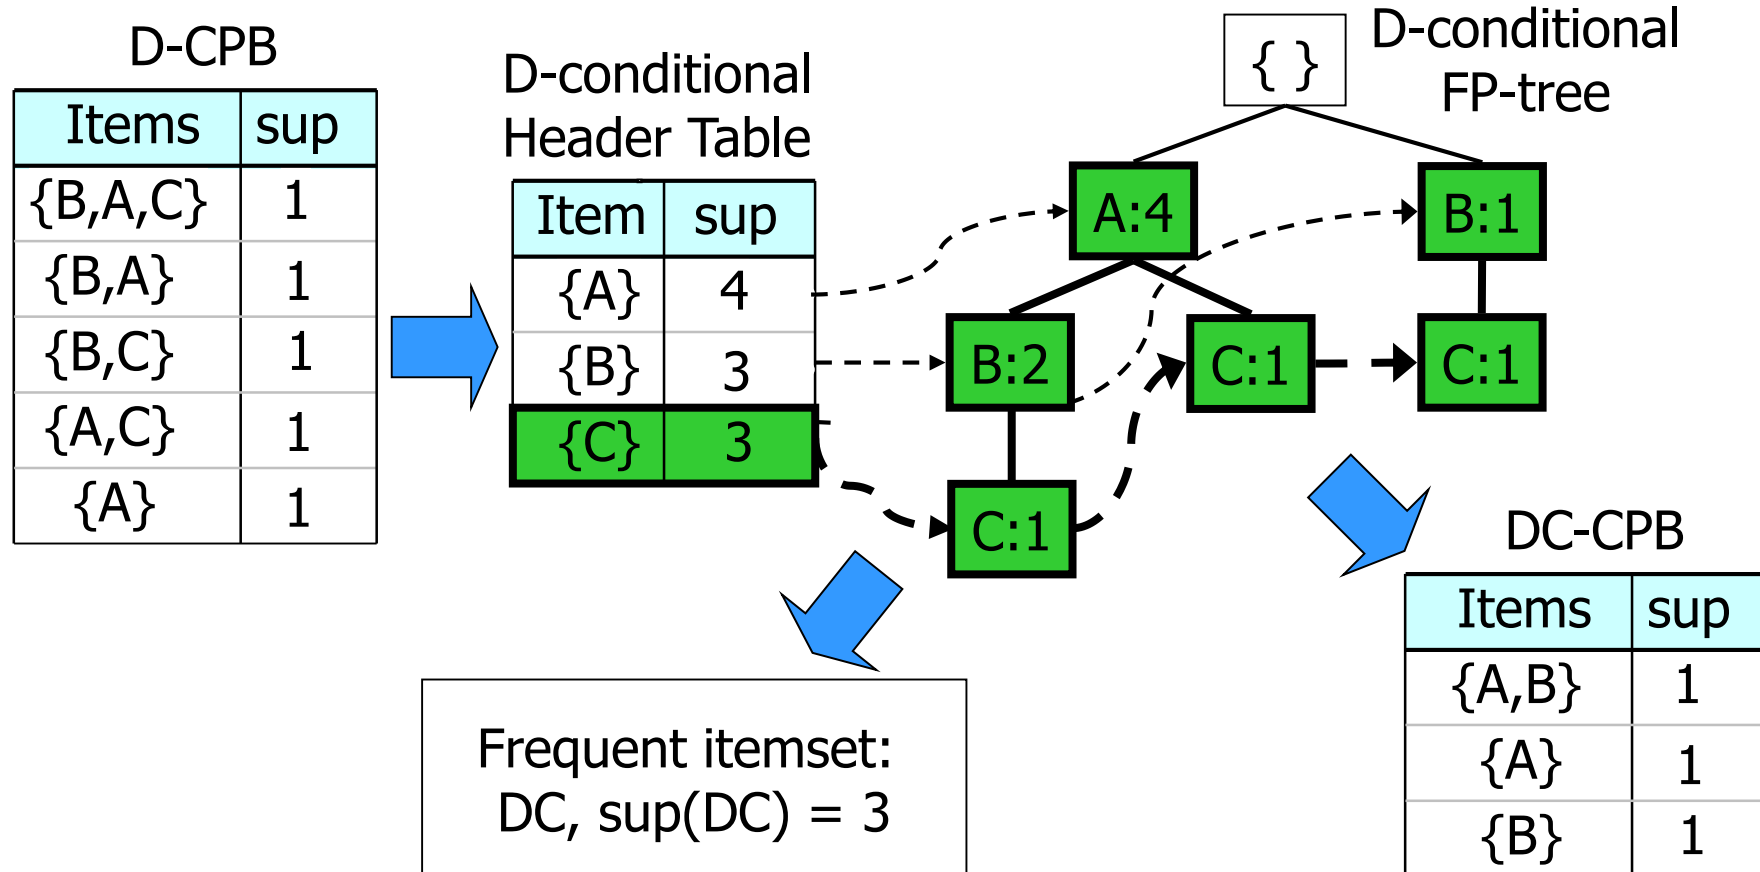 D-CPB
Items sup
{B,A,C} 1
{B,A} 1
{B,C} 1
{A,C} 1
{A} 1
D-conditional
Header Table
Item sup
{A} 4
{B} 3
{C} 3
D-conditional
FP-tree
{ }
A:4
B:1
B:2
C:1
C:1
C:1
Frequent itemset:
DC, sup(DC) = 3
DC-CPB
Items sup
{A,B} 1
{A} 1
{B} 1